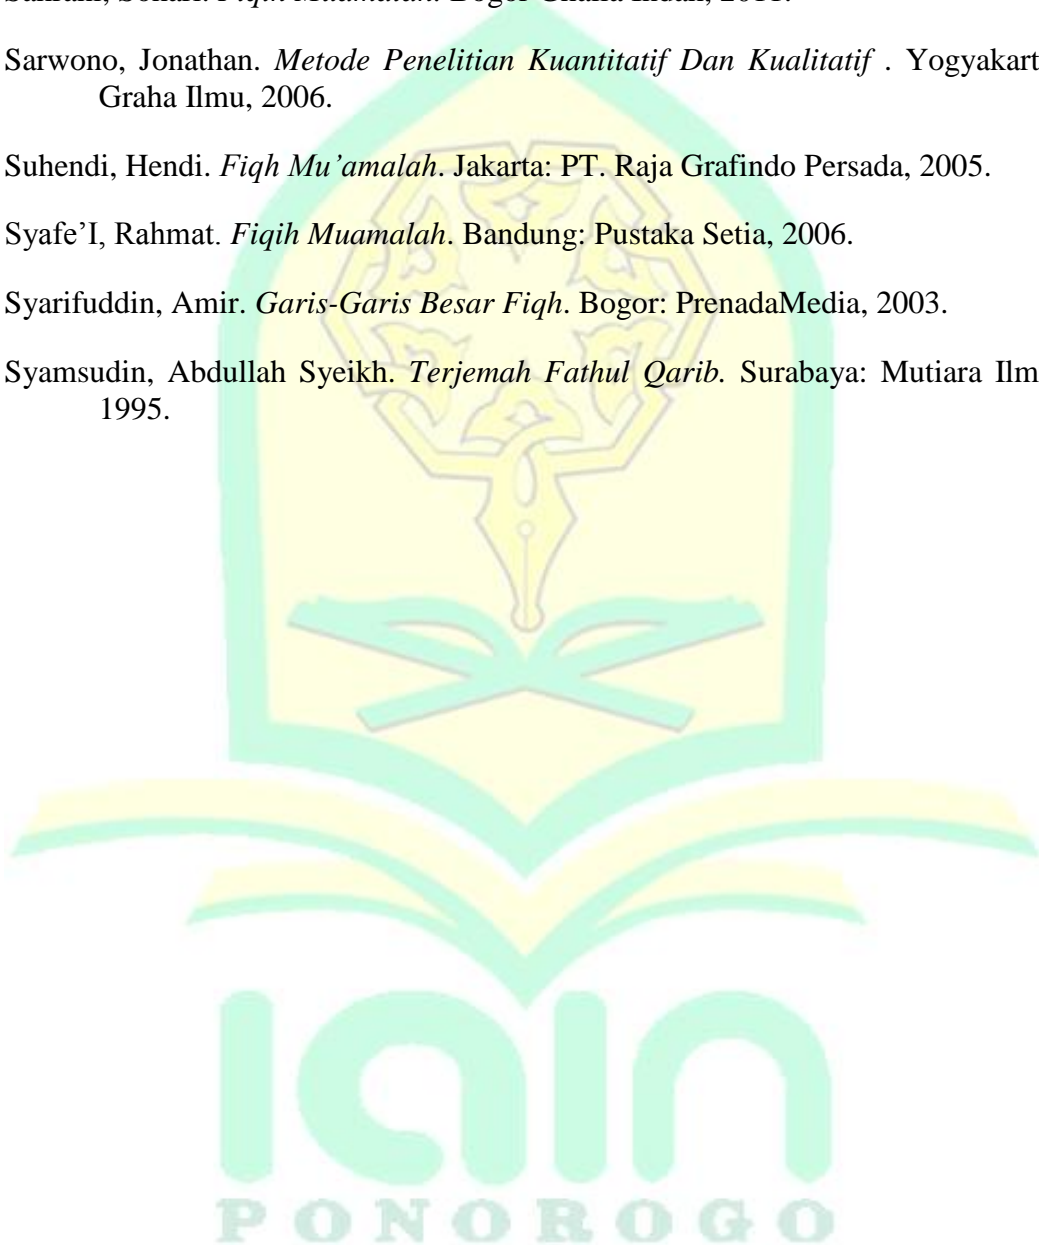 Sarwono, Jonathan. Metode Penelitian Kuantitatif Dan Kualitatif . Yogyakart
Graha Ilmu, 2006.
Suhendi, Hendi. Fiqh Mu’amalah. Jakarta: PT. Raja Grafindo Persada, 2005.
Syafe’I, Rahmat. Fiqih Muamalah. Bandung: Pustaka Setia, 2006.
Syarifuddin, Amir. Garis-Garis Besar Fiqh. Bogor: PrenadaMedia, 2003.
Syamsudin, Abdullah Syeikh. Terjemah Fathul Qarib. Surabaya: Mutiara Ilm
1995.
iain
PONOROGO